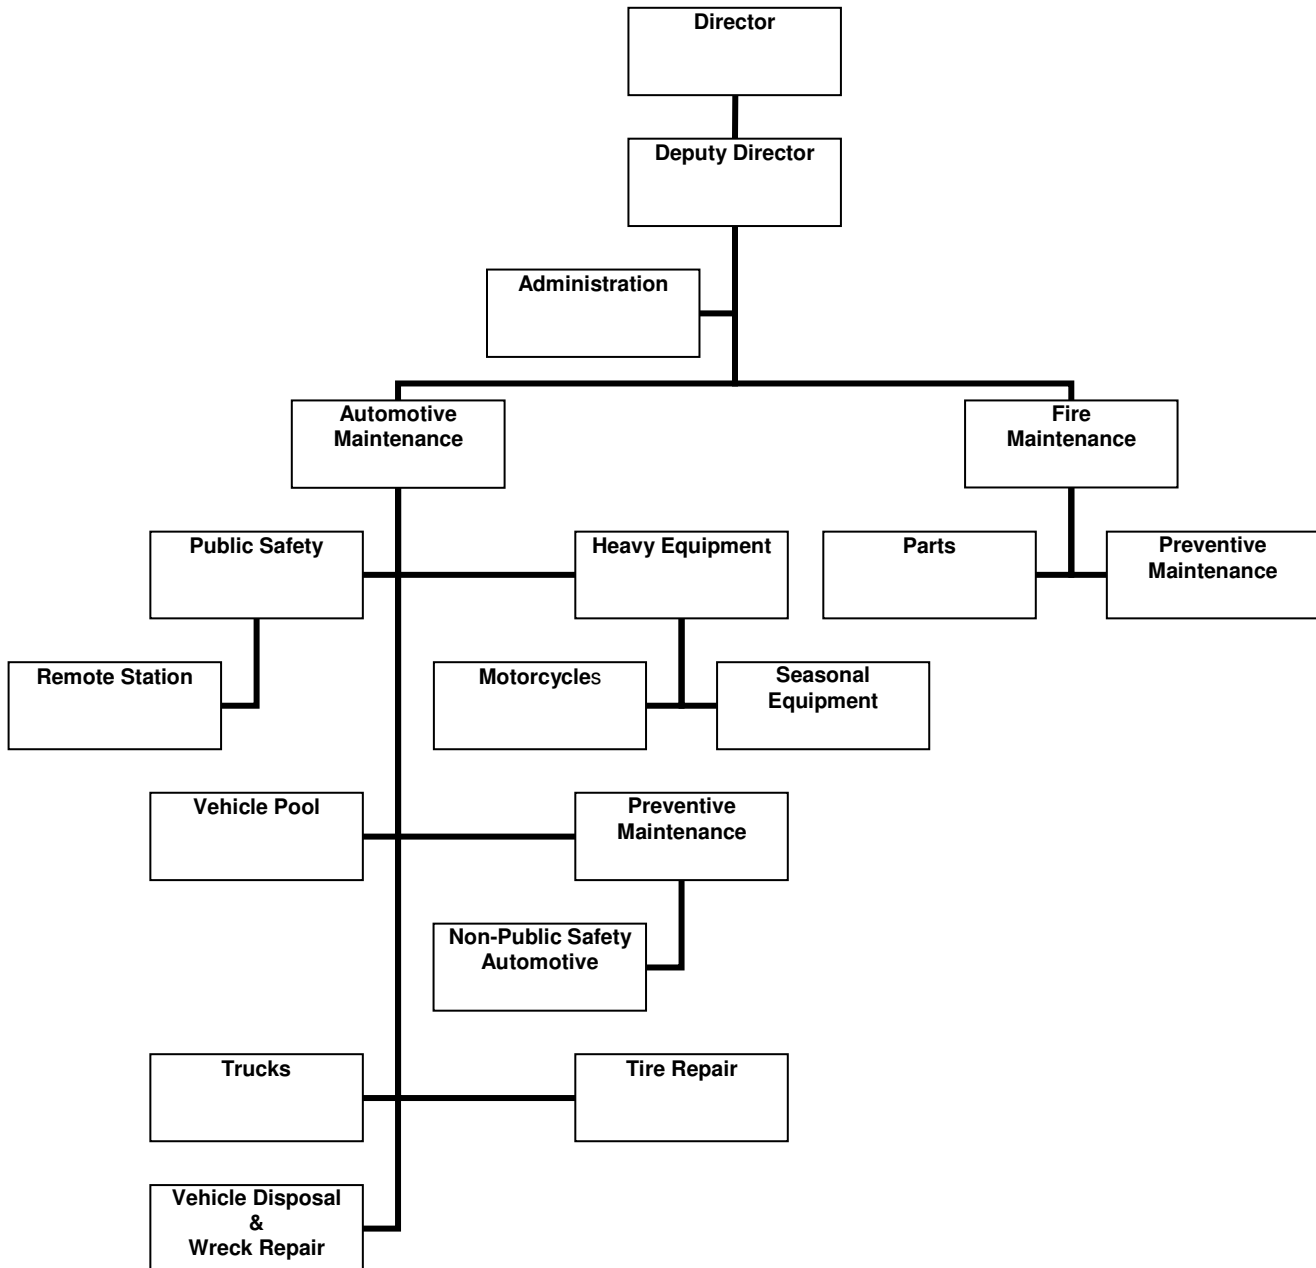 Director
Deputy Director
Administration
Automotive
Maintenance
Fire
Maintenance
Public Safety
Heavy Equipment
Parts
Preventive
Maintenance
Remote Station
Motorcycles
Seasonal
Equipment
Vehicle Pool
Preventive
Maintenance
Non-Public Safety
Automotive
Trucks
Tire Repair
Vehicle Disposal
&
Wreck Repair